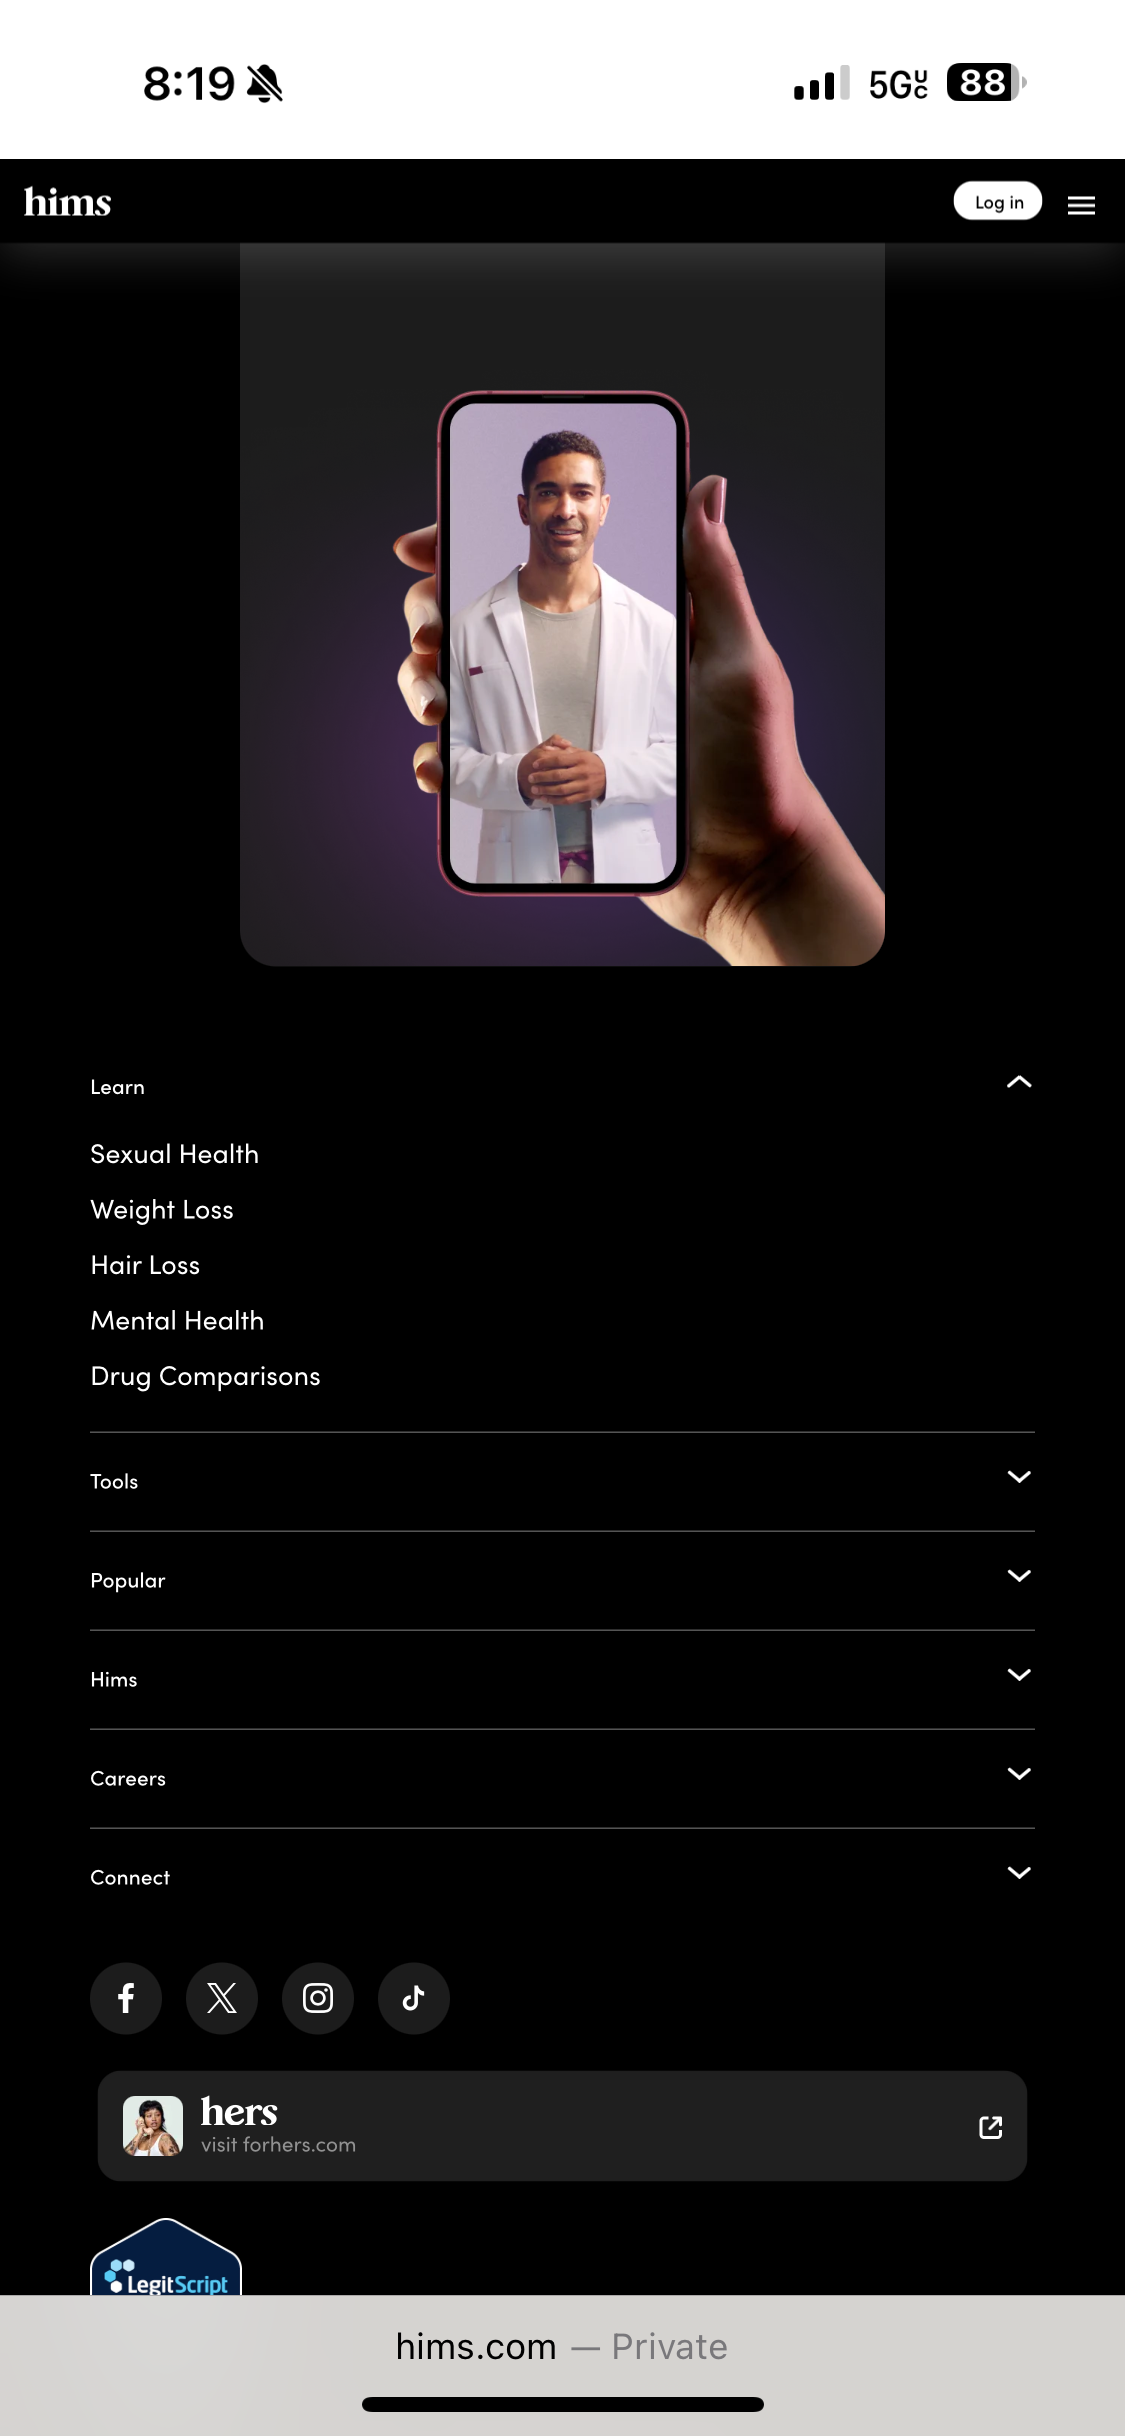 8:19
5G UC 88
hims
Log in
Learn
Sexual Health
Weight Loss
Hair Loss
Mental Health
Drug Comparisons
Tools
Popular
Hims
Careers
Connect
hers
visit forhers.com
LegitScript
hims.com — Private